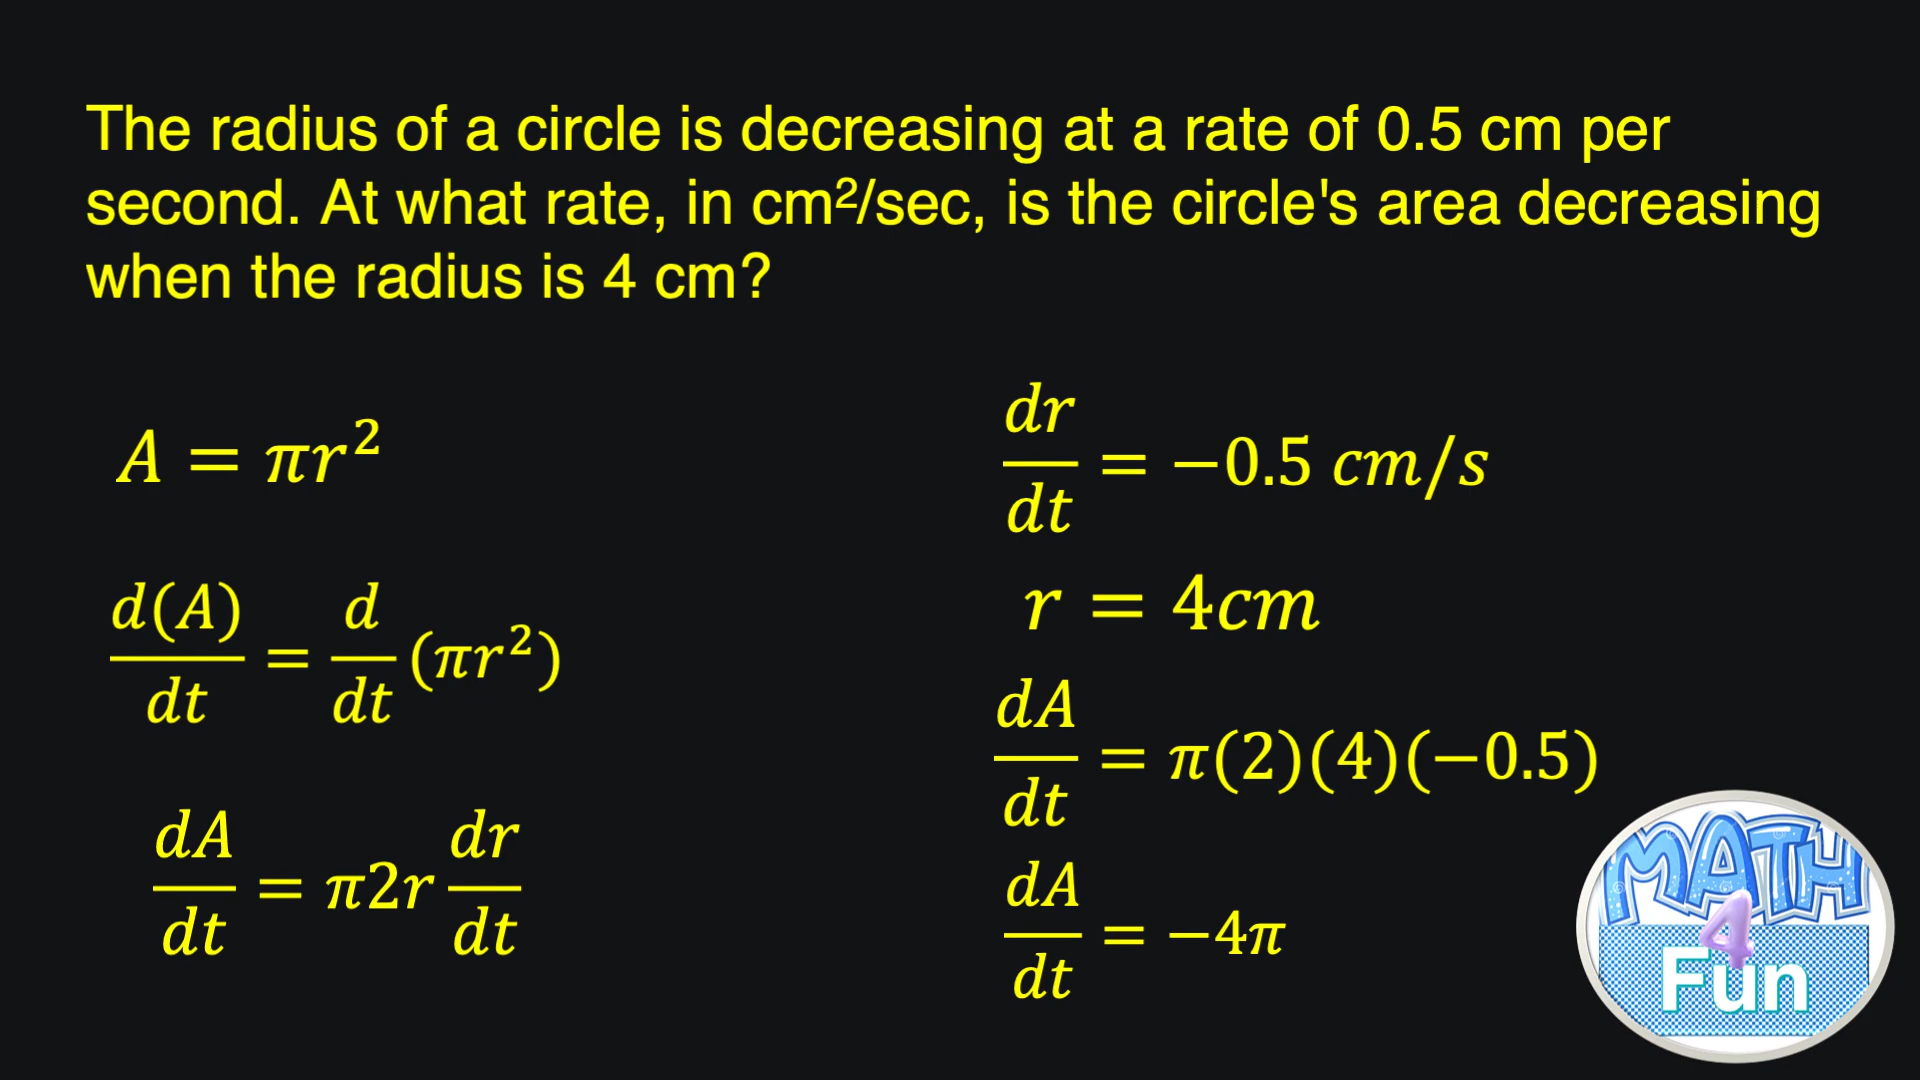 The radius of a circle is decreasing at a rate of 0.5 cm per
second. At what rate, in cm²/sec, is the circle's area decreasing
when the radius is 4 cm?
A = πr²
d(A)/dt = d/dt (πr²)
dA/dt = π2r dr/dt
dr/dt = −0.5 cm/s
r = 4cm
dA/dt = π(2)(4)(−0.5)
dA/dt = −4π
MATH
4
Fun